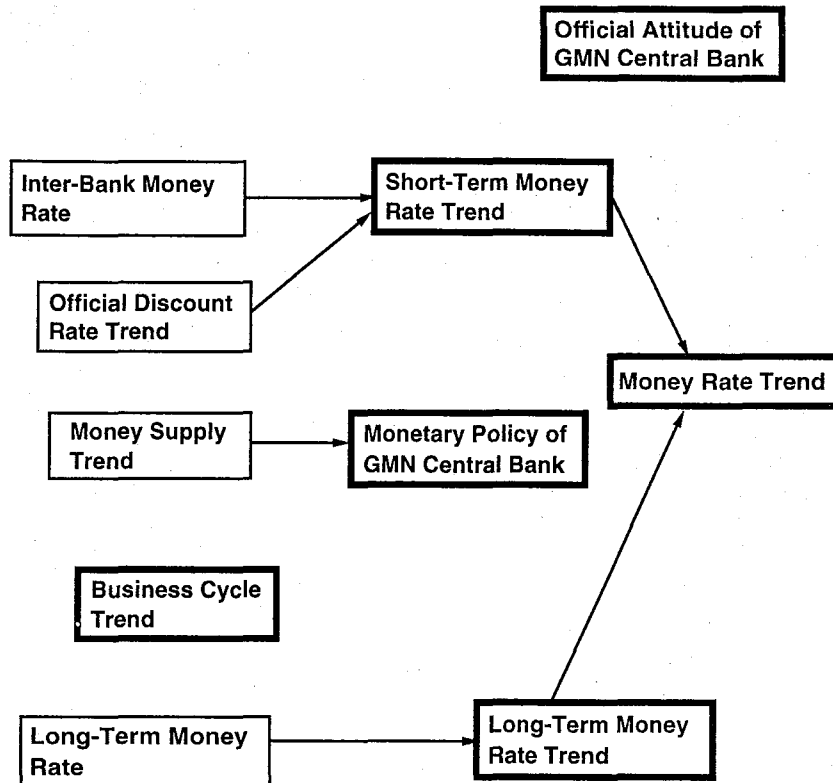 Official Attitude of
GMN Central Bank
Inter-Bank Money
Rate
Short-Term Money
Rate Trend
Official Discount
Rate Trend
Money Rate Trend
Money Supply
Trend
Monetary Policy of
GMN Central Bank
Business Cycle
Trend
Long-Term Money
Rate
Long-Term Money
Rate Trend